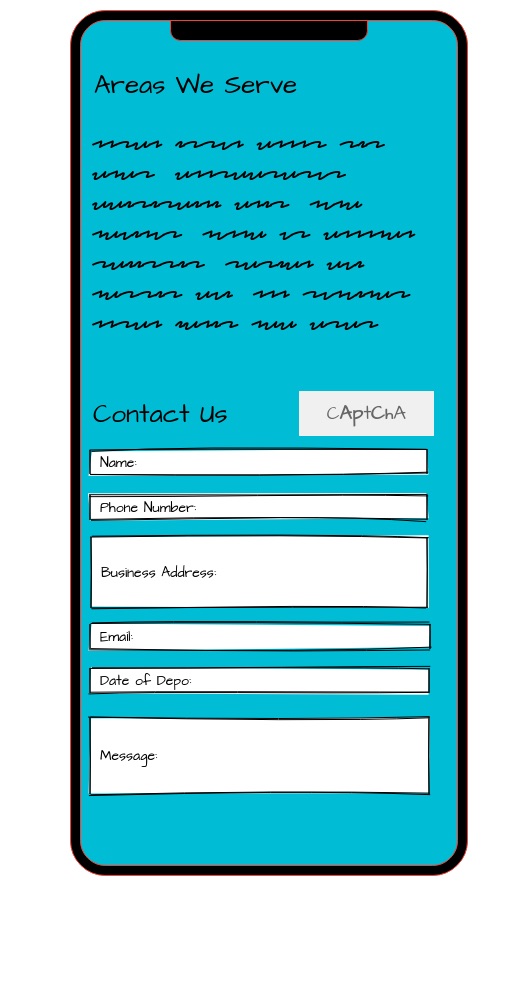 Areas We Serve
Contact Us
CAptChA
Name:
Phone Number:
Business Address:
Email:
Date of Depo:
Message: